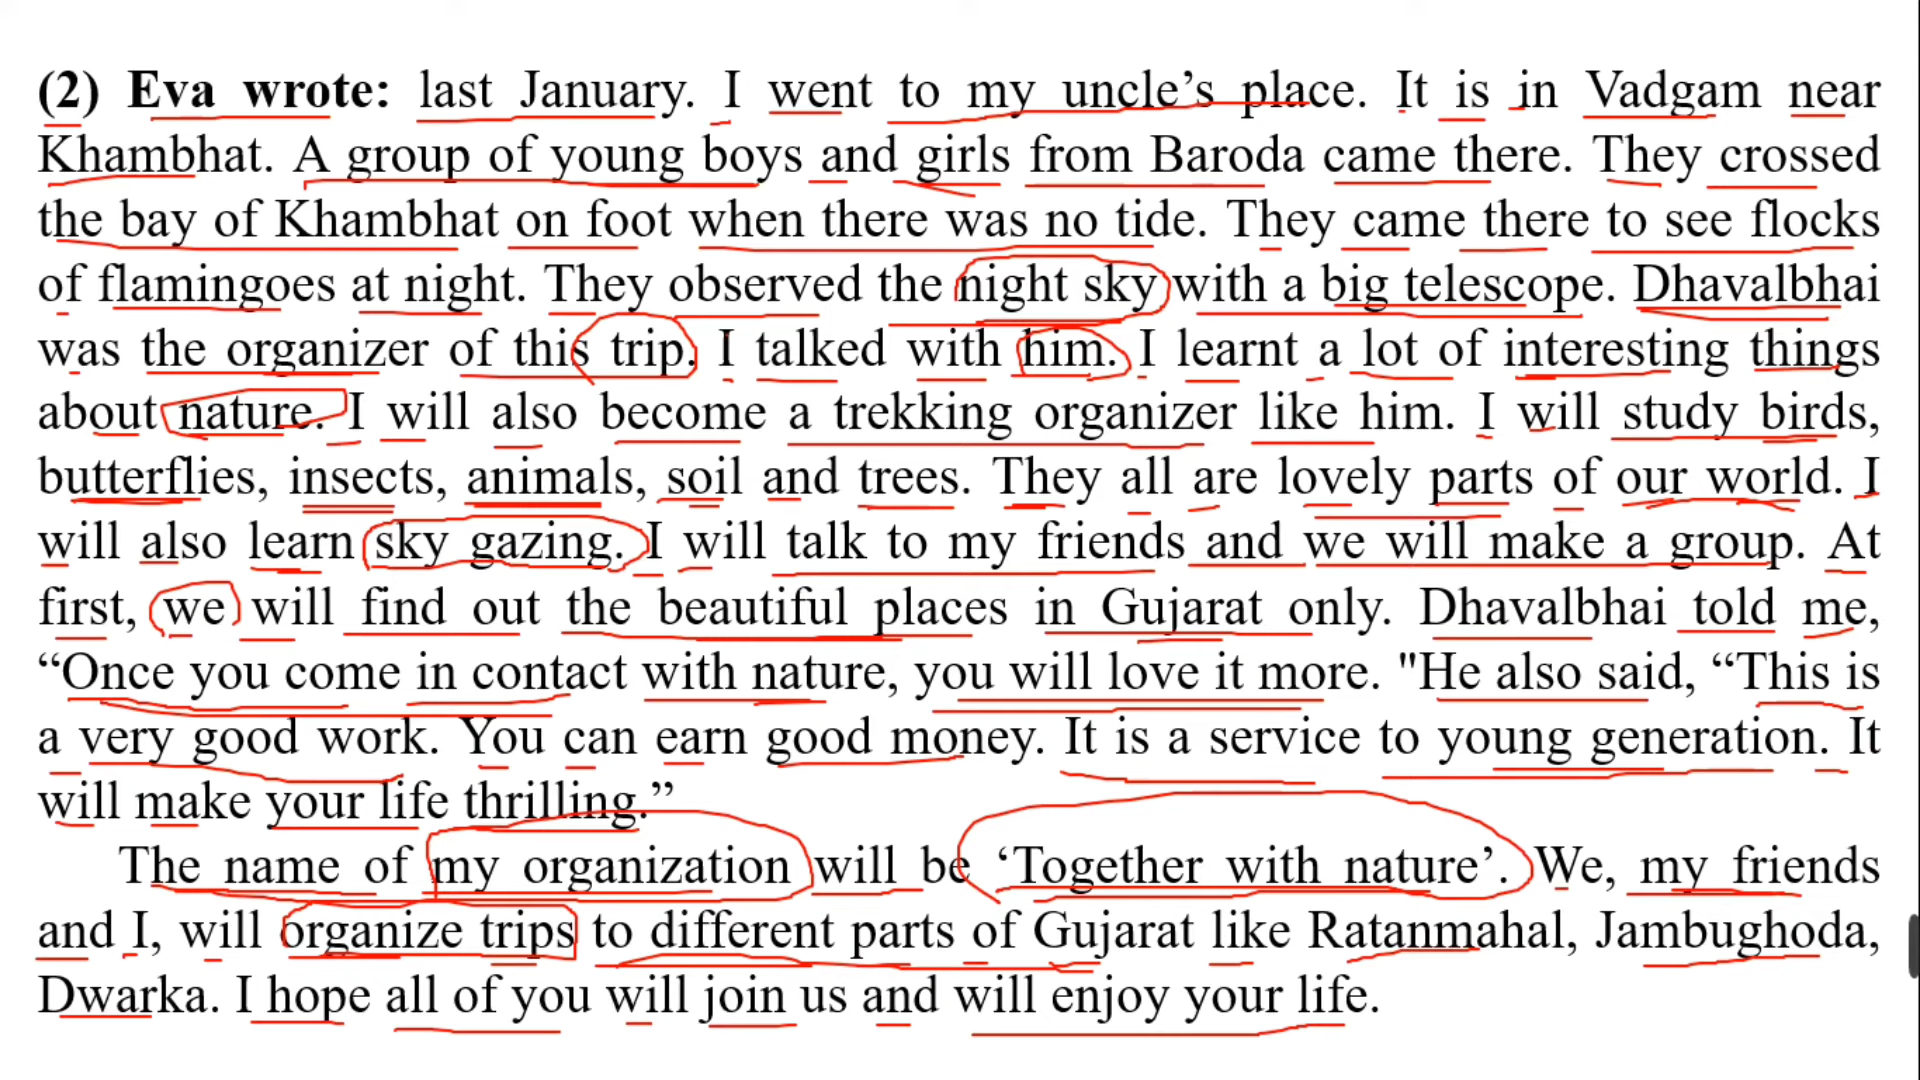 (2) Eva wrote: last January. I went to my uncle’s place. It is in Vadgam near
Khambhat. A group of young boys and girls from Baroda came there. They crossed
the bay of Khambhat on foot when there was no tide. They came there to see flocks
of flamingoes at night. They observed the night sky with a big telescope. Dhavalbhai
was the organizer of this trip. I talked with him. I learnt a lot of interesting things
about nature. I will also become a trekking organizer like him. I will study birds,
butterflies, insects, animals, soil and trees. They all are lovely parts of our world. I
will also learn sky gazing. I will talk to my friends and we will make a group. At
first, we will find out the beautiful places in Gujarat only. Dhavalbhai told me,
“Once you come in contact with nature, you will love it more. "He also said, “This is
a very good work. You can earn good money. It is a service to young generation. It
will make your life thrilling.”
The name of my organization will be ‘Together with nature’. We, my friends
and I, will organize trips to different parts of Gujarat like Ratanmahal, Jambughoda,
Dwarka. I hope all of you will join us and will enjoy your life.